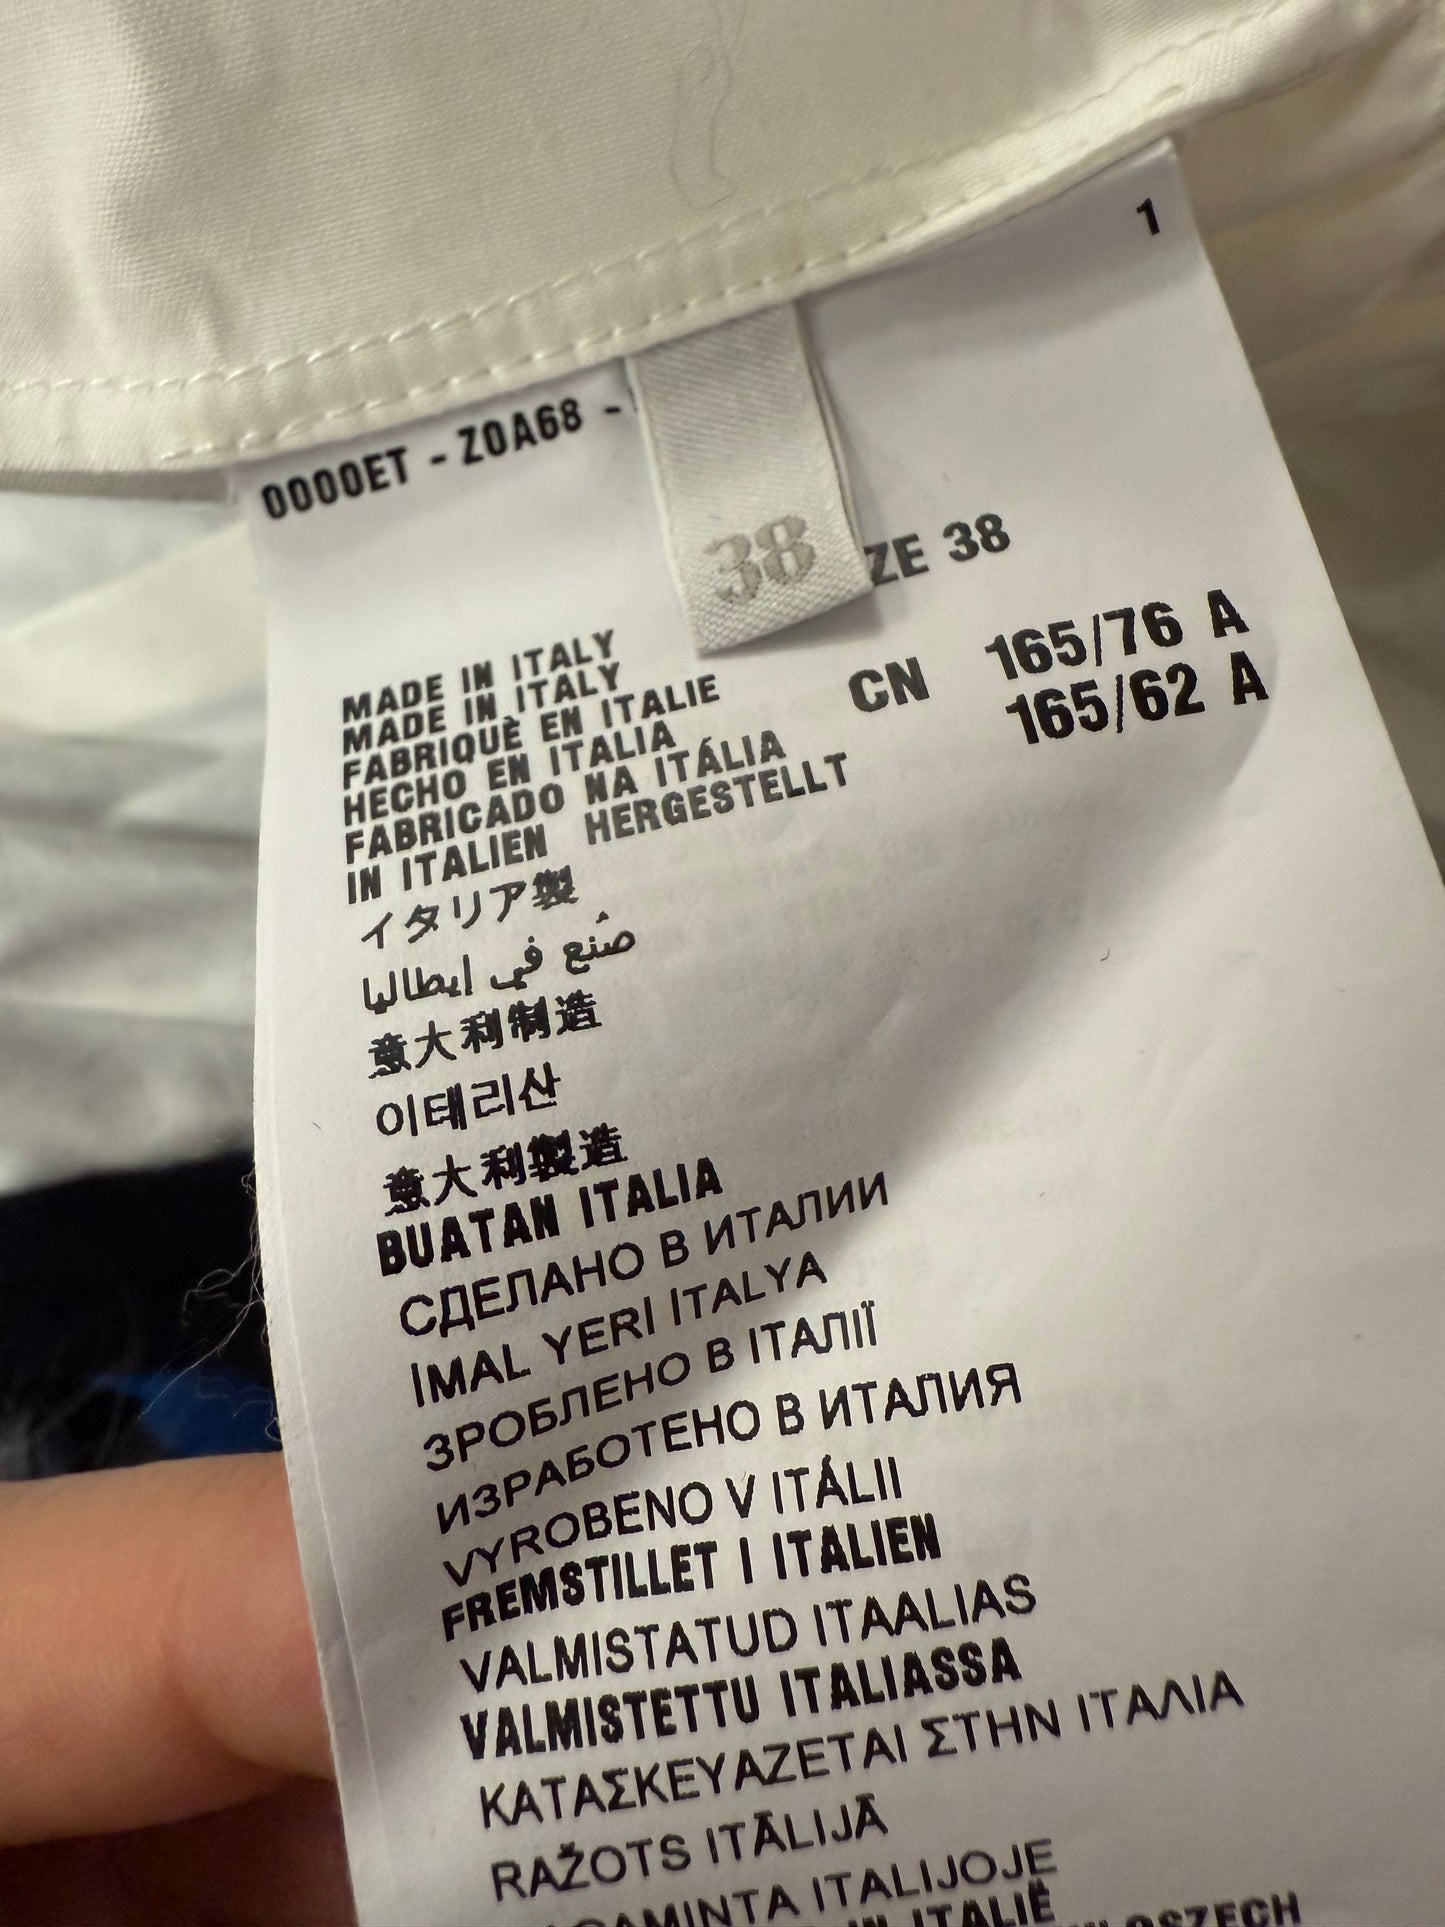 1
0000ET - Z0A68 -
38
ZE 38
CN 165/76 A
165/62 A
MADE IN ITALY
MADE IN ITALY
FABRIQUÈ EN ITALIE
HECHO EN ITALIA
FABRICADO NA ITÁLIA
IN ITALIEN HERGESTELLT
イタリア製
صُنع في إيطاليا
意大利制造
이태리산
意大利製造
BUATAN ITALIA
СДЕЛАНО В ИТАЛИИ
İMAL YERİ İTALYA
ЗРОБЛЕНО В ІТАЛІЇ
ИЗРАБОТЕНО В ИТАЛИЯ
VYROBENO V ITÁLII
FREMSTILLET I ITALIEN
VALMISTATUD ITAALIAS
VALMISTETTU ITALIASSA
ΚΑΤΑΣΚΕΥΑΖΕΤΑΙ ΣΤΗΝ ΙΤΑΛΙΑ
RAŽOTS ITĀLIJĀ
ITALIJOJE
ITALIË